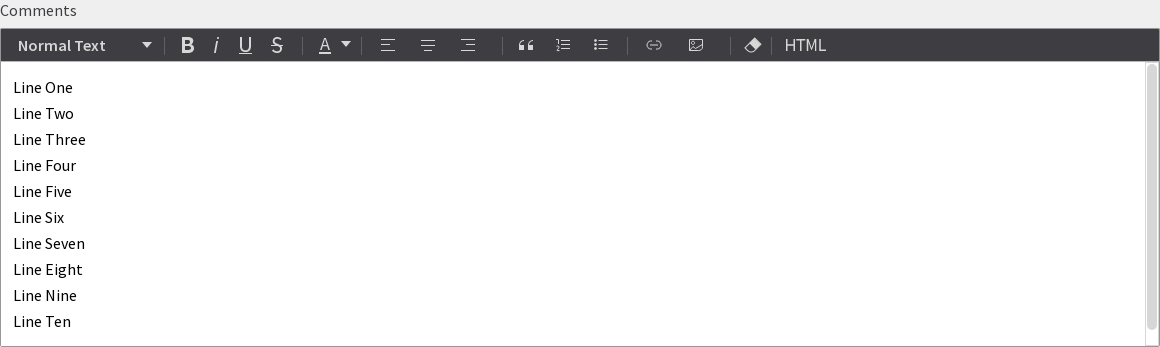 Comments
Normal Text B i U S A HTML
Line One
Line Two
Line Three
Line Four
Line Five
Line Six
Line Seven
Line Eight
Line Nine
Line Ten